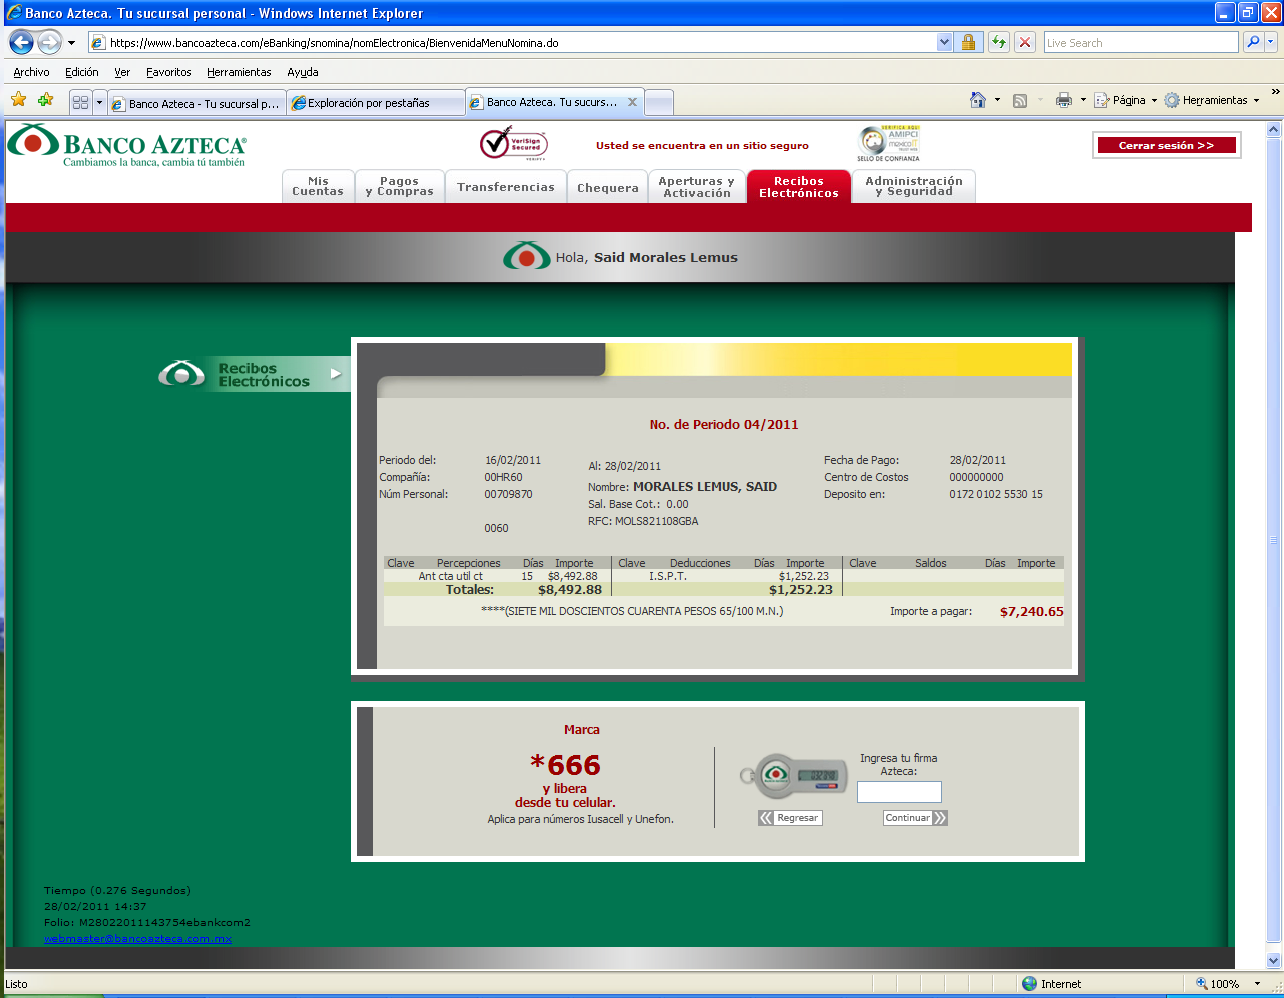 Banco Azteca. Tu sucursal personal - Windows Internet Explorer
https://www.bancoazteca.com/eBanking/snomina/nomElectronica/BienvenidaMenuNomina.do
Live Search
Archivo Edición Ver Favoritos Herramientas Ayuda
Banco Azteca - Tu sucursal p... Exploración por pestañas Banco Azteca. Tu sucurs... Página Herramientas
BANCO AZTECA
Cambiamos la banca, cambia tú también
VeriSign Secured
VERIFY
Usted se encuentra en un sitio seguro
VERIFICA AQUI
AMIPCI
SELLO DE CONFIANZA
Cerrar sesión >>
Mis Cuentas
Pagos y Compras
Transferencias
Chequera
Aperturas y Activación
Recibos Electrónicos
Administración y Seguridad
Hola, Said Morales Lemus
Recibos
Electrónicos
No. de Periodo 04/2011
Periodo del: 16/02/2011 Al: 28/02/2011 Fecha de Pago: 28/02/2011
Compañía: 00HR60 Nombre: MORALES LEMUS, SAID Centro de Costos 000000000
Núm Personal: 00709870 Sal. Base Cot.: 0.00 Deposito en: 0172 0102 5530 15
0060 RFC: MOLS821108GBA
Clave Percepciones Días Importe Clave Deducciones Días Importe Clave Saldos Días Importe
Ant cta util ct 15 $8,492.88 I.S.P.T. $1,252.23
Totales: $8,492.88 $1,252.23
****(SIETE MIL DOSCIENTOS CUARENTA PESOS 65/100 M.N.) Importe a pagar: $7,240.65
Marca
*666
y libera
desde tu celular.
Aplica para números Iusacell y Unefon.
Ingresa tu firma
Azteca:
Regresar Continuar
Tiempo (0.276 Segundos)
28/02/2011 14:37
Folio: M28022011143754ebankcom2
webmaster@bancoazteca.com.mx
Listo Internet 100%